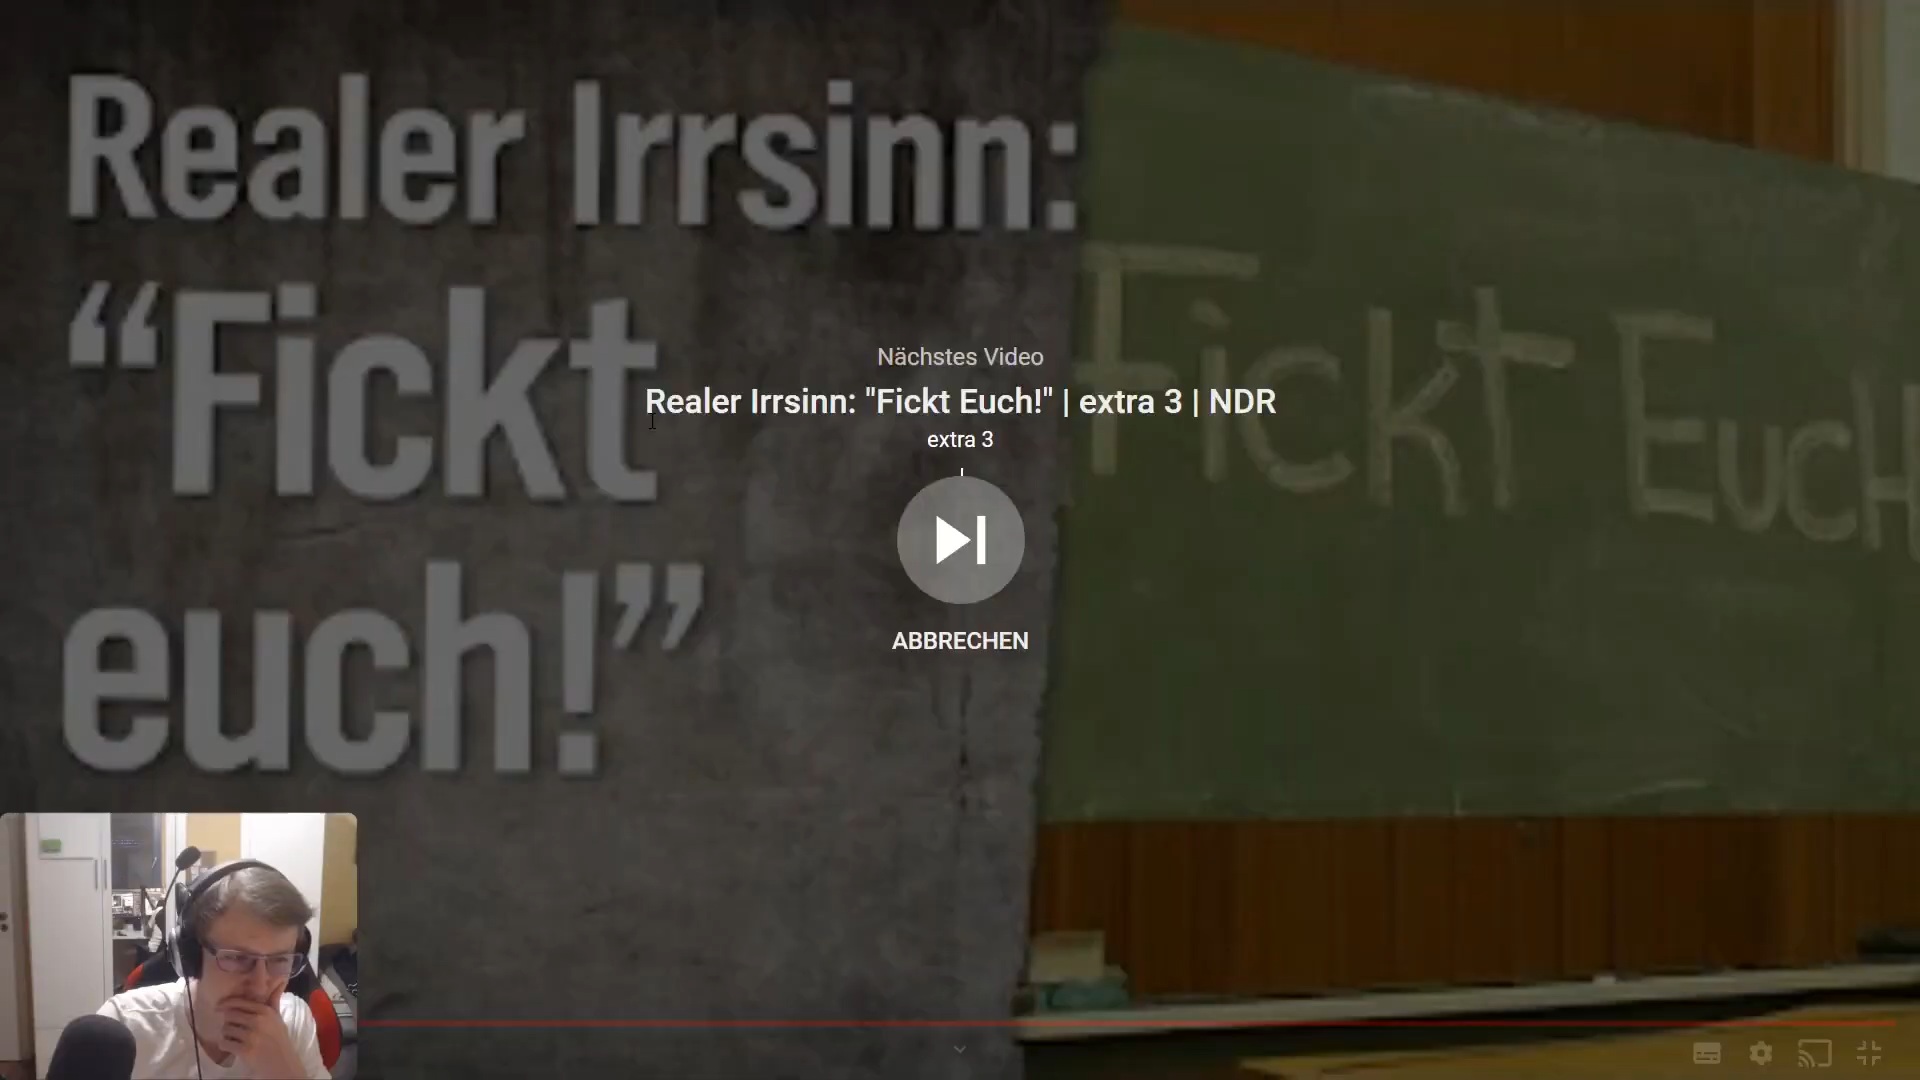 Realer Irrsinn:
“Fickt
euch!”
Fickt Euch
Nächstes Video
Realer Irrsinn: "Fickt Euch!" | extra 3 | NDR
extra 3
ABBRECHEN